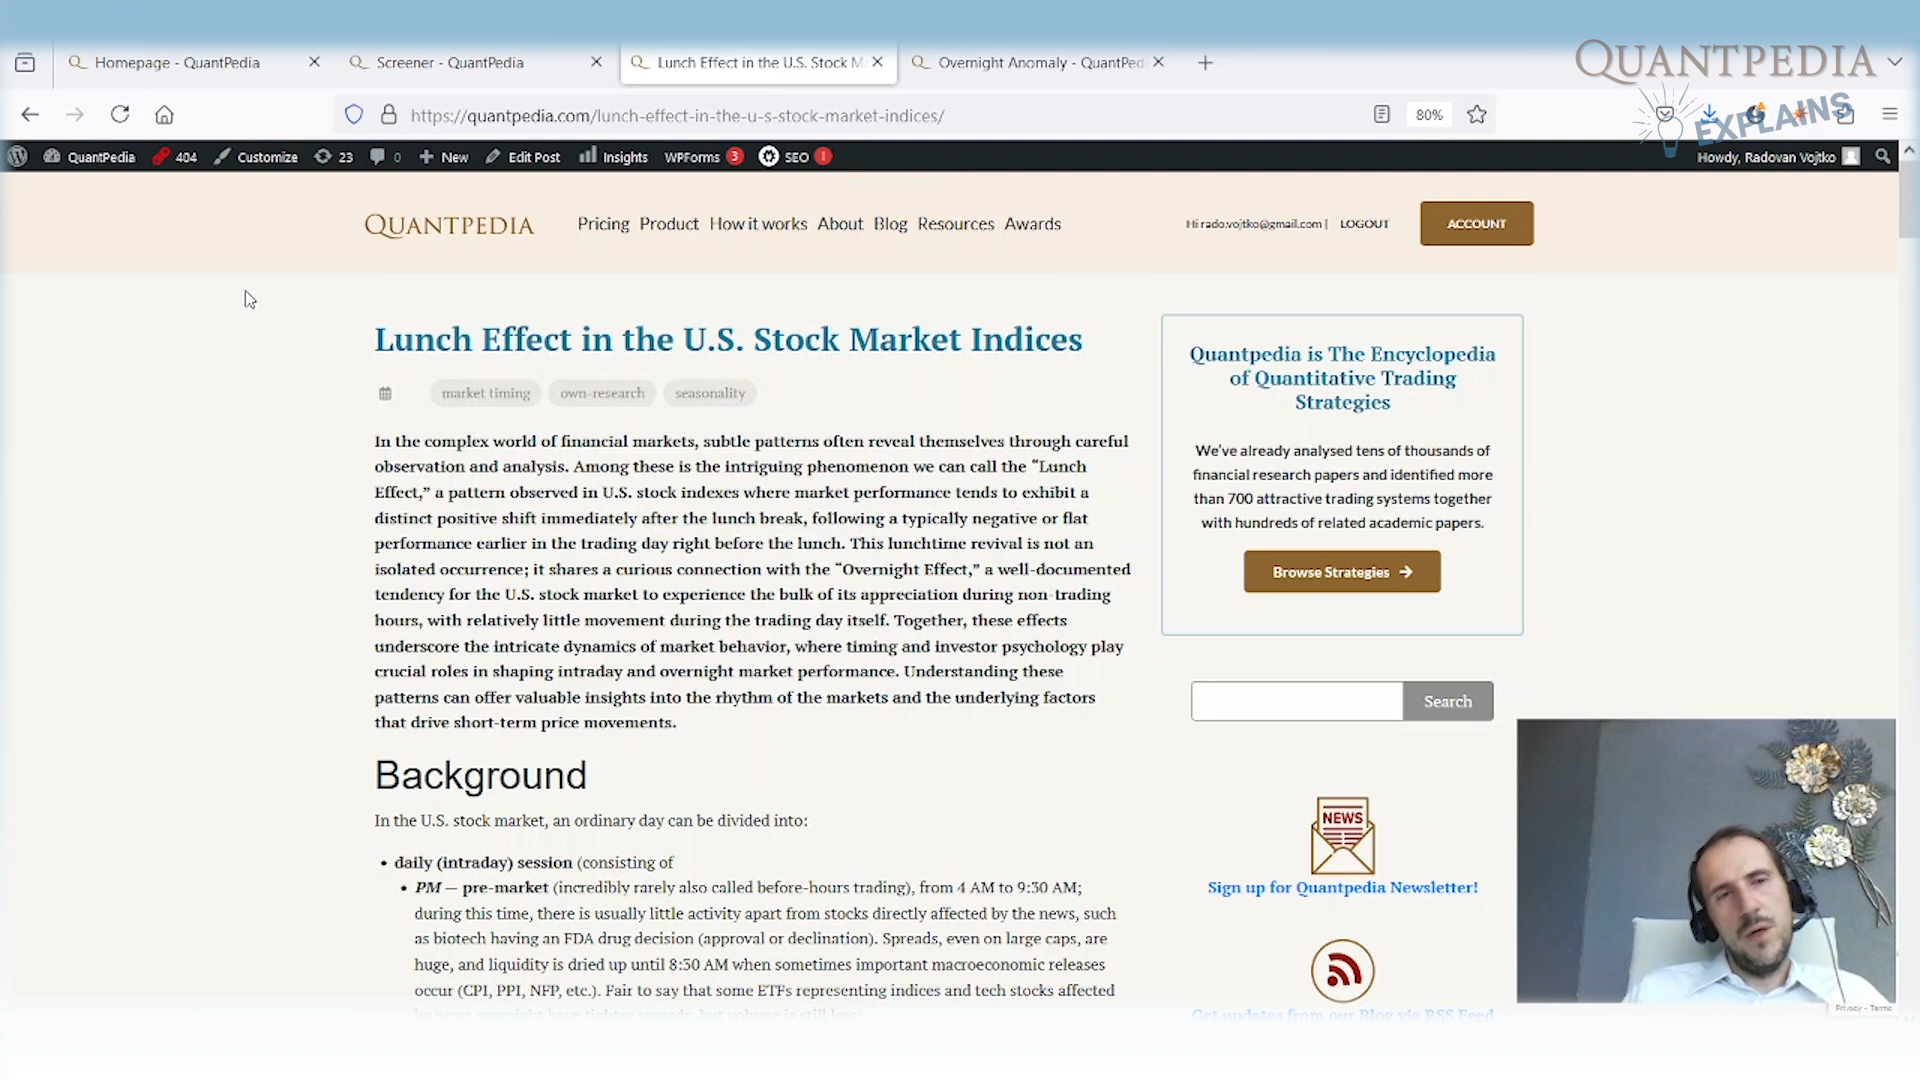 Homepage - QuantPedia
Screener - QuantPedia
Lunch Effect in the U.S. Stock M
Overnight Anomaly - QuantPed
QUANTPEDIA
EXPLAINS
https://quantpedia.com/lunch-effect-in-the-u-s-stock-market-indices/
80%
QuantPedia 404 Customize 23 0 New Edit Post Insights WPForms 3 SEO ! Howdy, Radovan Vojtko
QUANTPEDIA Pricing Product How it works About Blog Resources Awards Hi rado.vojtko@gmail.com | LOGOUT ACCOUNT
Lunch Effect in the U.S. Stock Market Indices
market timing own-research seasonality
In the complex world of financial markets, subtle patterns often reveal themselves through careful
observation and analysis. Among these is the intriguing phenomenon we can call the “Lunch
Effect,” a pattern observed in U.S. stock indexes where market performance tends to exhibit a
distinct positive shift immediately after the lunch break, following a typically negative or flat
performance earlier in the trading day right before the lunch. This lunchtime revival is not an
isolated occurrence; it shares a curious connection with the “Overnight Effect,” a well-documented
tendency for the U.S. stock market to experience the bulk of its appreciation during non-trading
hours, with relatively little movement during the trading day itself. Together, these effects
underscore the intricate dynamics of market behavior, where timing and investor psychology play
crucial roles in shaping intraday and overnight market performance. Understanding these
patterns can offer valuable insights into the rhythm of the markets and the underlying factors
that drive short-term price movements.
Background
In the U.S. stock market, an ordinary day can be divided into:
• daily (intraday) session (consisting of
• PM — pre-market (incredibly rarely also called before-hours trading), from 4 AM to 9:30 AM;
during this time, there is usually little activity apart from stocks directly affected by the news, such
as biotech having an FDA drug decision (approval or declination). Spreads, even on large caps, are
huge, and liquidity is dried up until 8:30 AM when sometimes important macroeconomic releases
occur (CPI, PPI, NFP, etc.). Fair to say that some ETFs representing indices and tech stocks affected
by news overnight have tighter spreads, but volume is still low;
Quantpedia is The Encyclopedia
of Quantitative Trading
Strategies
We’ve already analysed tens of thousands of
financial research papers and identified more
than 700 attractive trading systems together
with hundreds of related academic papers.
Browse Strategies
Search
NEWS
Sign up for Quantpedia Newsletter!
Get updates from our Blog via RSS Feed
Privacy - Terms